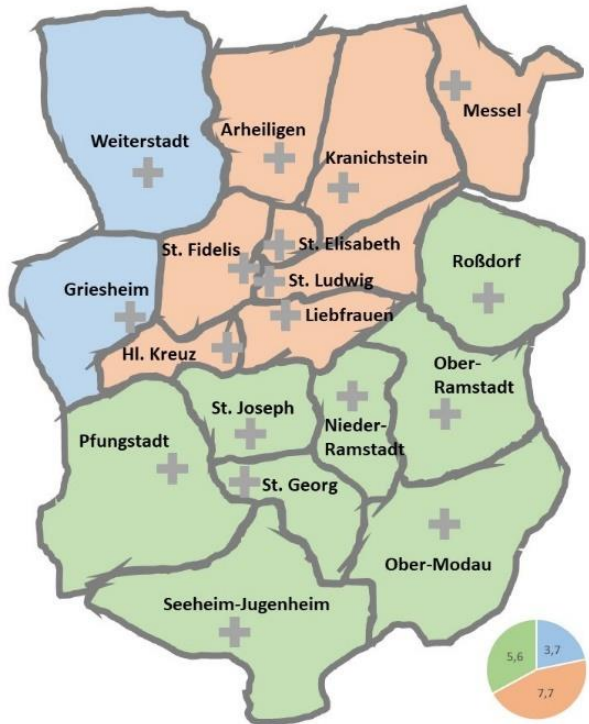 Messel
Arheiligen
Weiterstadt
Kranichstein
St. Fidelis
St. Elisabeth
Roßdorf
St. Ludwig
Griesheim
Liebfrauen
Hl. Kreuz
Ober-
Ramstadt
St. Joseph
Nieder-
Ramstadt
Pfungstadt
St. Georg
Ober-Modau
Seeheim-Jugenheim
5,6
3,7
7,7